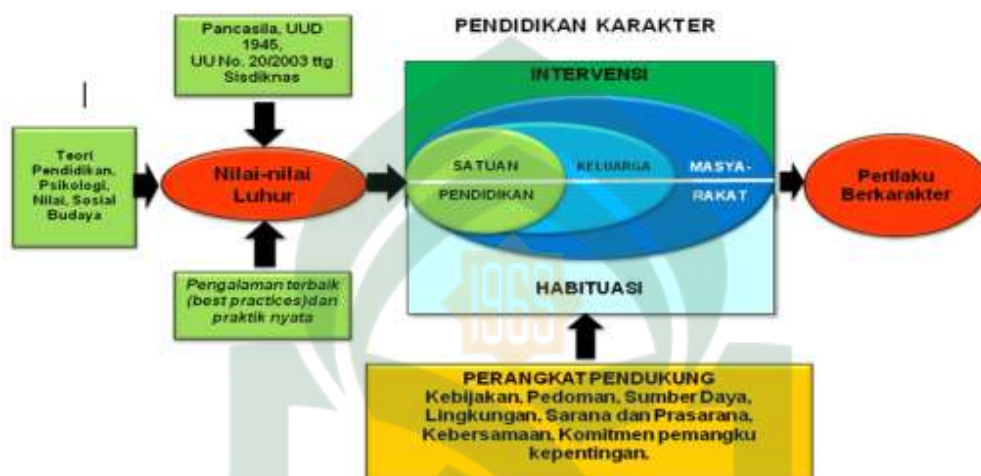 Pancasila, UUD
1945,
UU No. 20/2003 ttg
Sisdiknas
PENDIDIKAN KARAKTER
INTERVENSI
Teori
Pendidikan,
Psikologi,
Nilai, Sosial
Budaya
Nilai-nilai
Luhur
SATUAN
PENDIDIKAN
KELUARGA
MASYA-
RAKAT
Perilaku
Berkarakter
Pengalaman terbaik
(best practices)dan
praktik nyata
HABITUASI
1963
PERANGKAT PENDUKUNG
Kebijakan, Pedoman, Sumber Daya,
Lingkungan, Sarana dan Prasarana,
Kebersamaan, Komitmen pemangku
kepentingan.